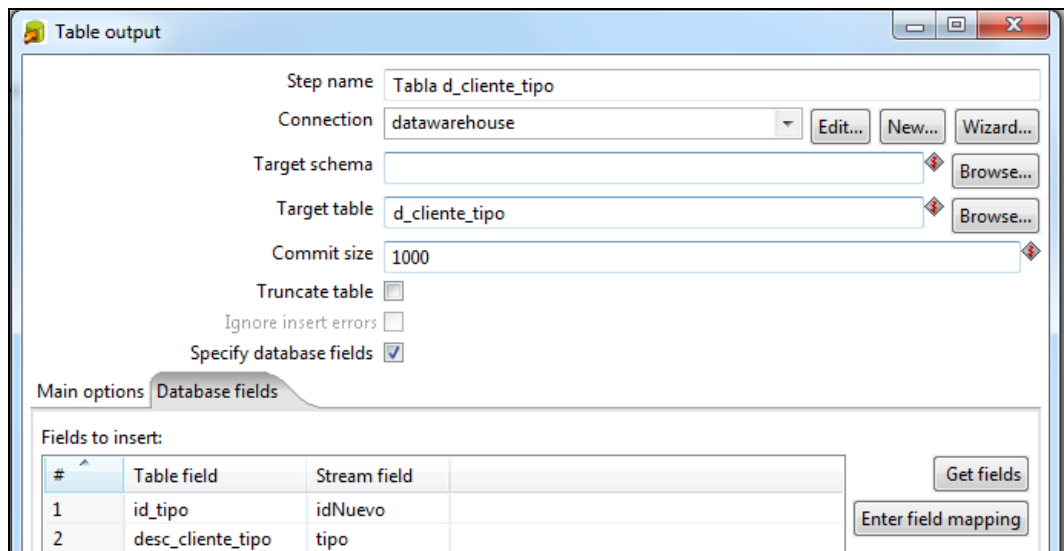 Table output
Step name Tabla d_cliente_tipo
Connection datawarehouse Edit... New... Wizard...
Target schema Browse...
Target table d_cliente_tipo Browse...
Commit size 1000
Truncate table
Ignore insert errors
Specify database fields
Main options Database fields
Fields to insert:
# Table field Stream field Get fields
1 id_tipo idNuevo Enter field mapping
2 desc_cliente_tipo tipo